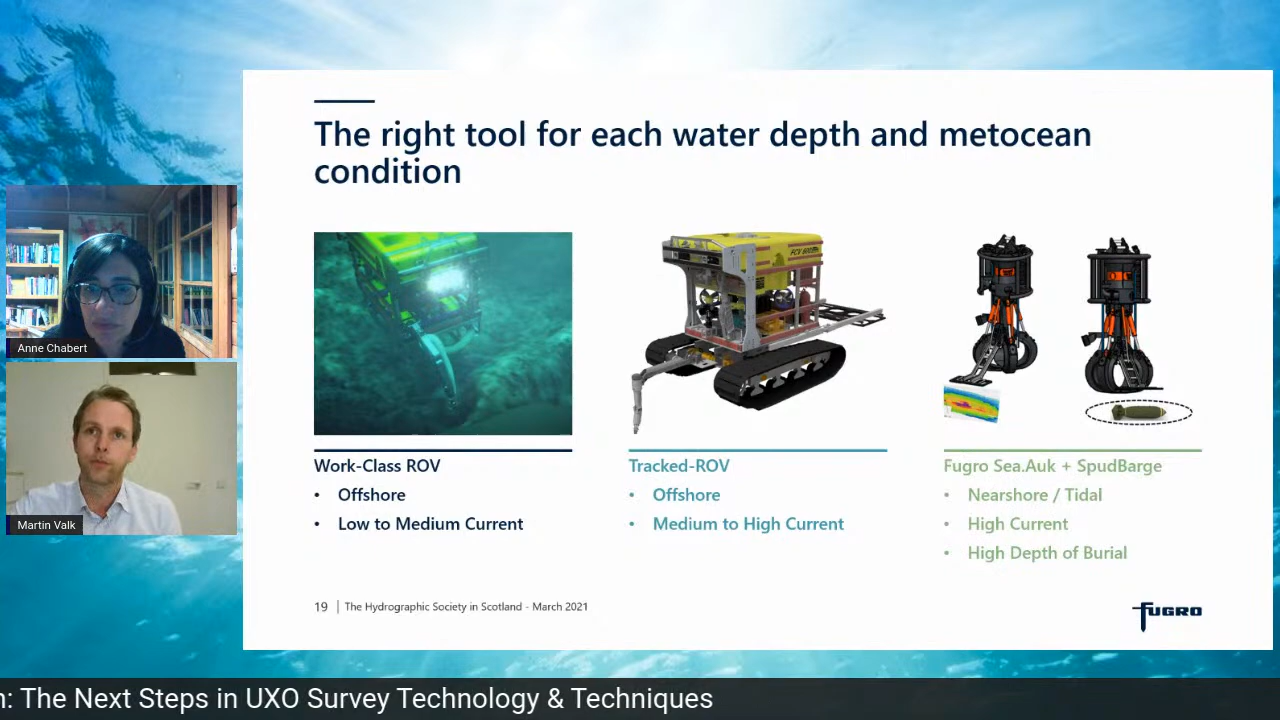 The right tool for each water depth and metocean
condition
Anne Chabert
Martin Valk
Work-Class ROV
• Offshore
• Low to Medium Current
Tracked-ROV
• Offshore
• Medium to High Current
Fugro Sea.Auk + SpudBarge
• Nearshore / Tidal
• High Current
• High Depth of Burial
19 | The Hydrographic Society in Scotland - March 2021
FUGRO
n: The Next Steps in UXO Survey Technology & Techniques